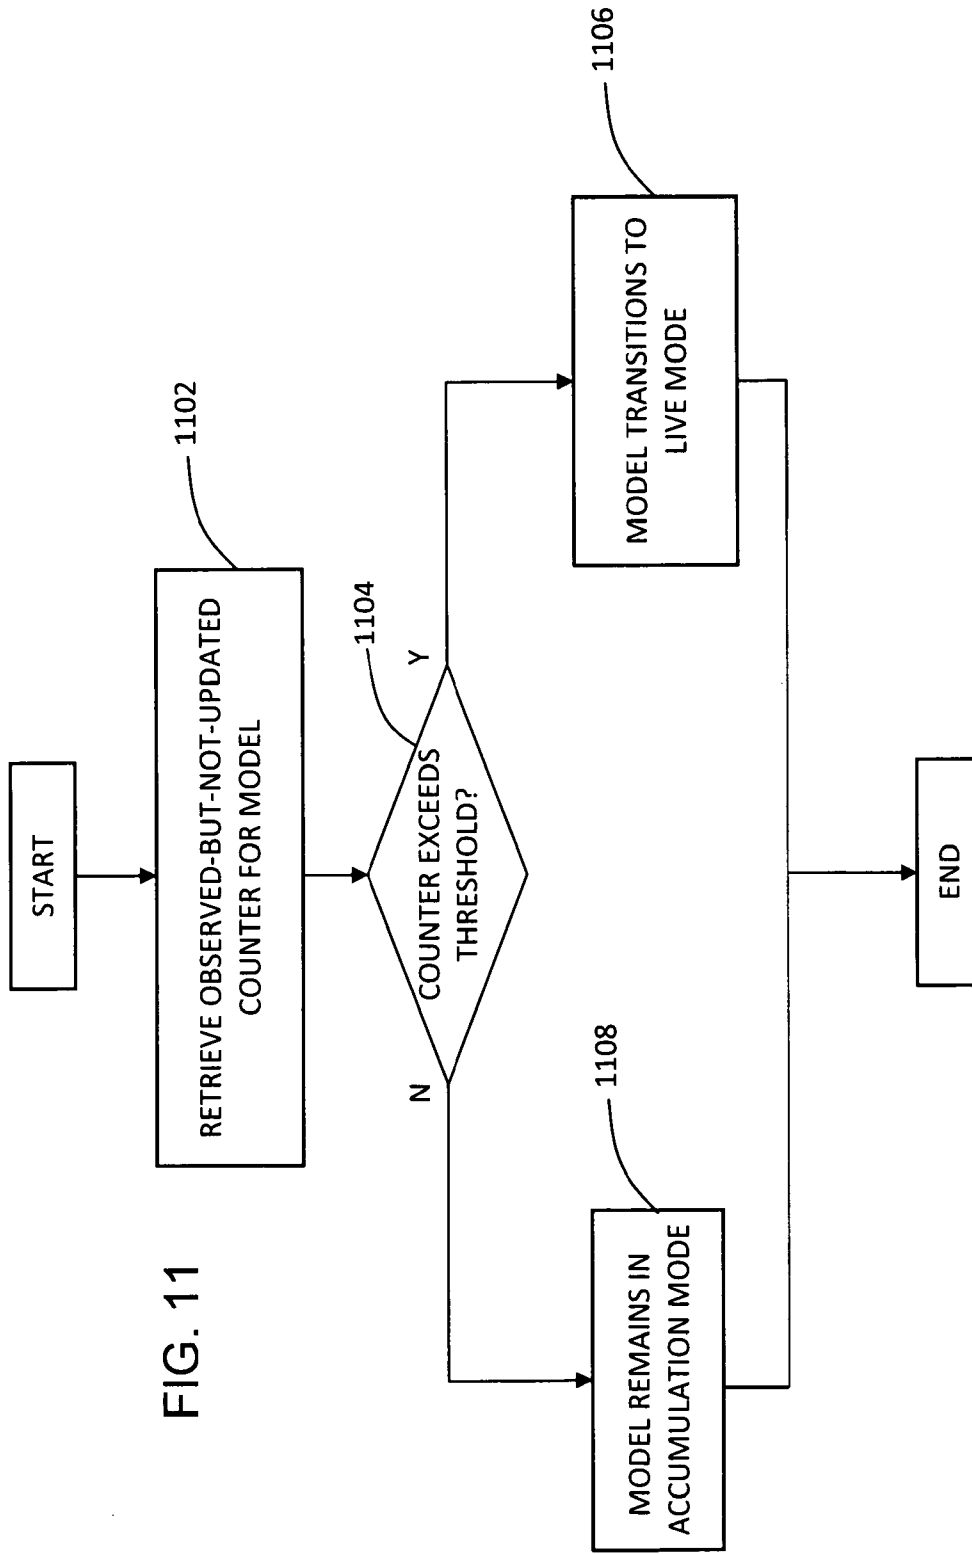 START
RETRIEVE OBSERVED-BUT-NOT-UPDATED
COUNTER FOR MODEL
1102
COUNTER EXCEEDS
THRESHOLD?
1104
N
Y
MODEL REMAINS IN
ACCUMULATION MODE
1108
MODEL TRANSITIONS TO
LIVE MODE
1106
END
FIG. 11